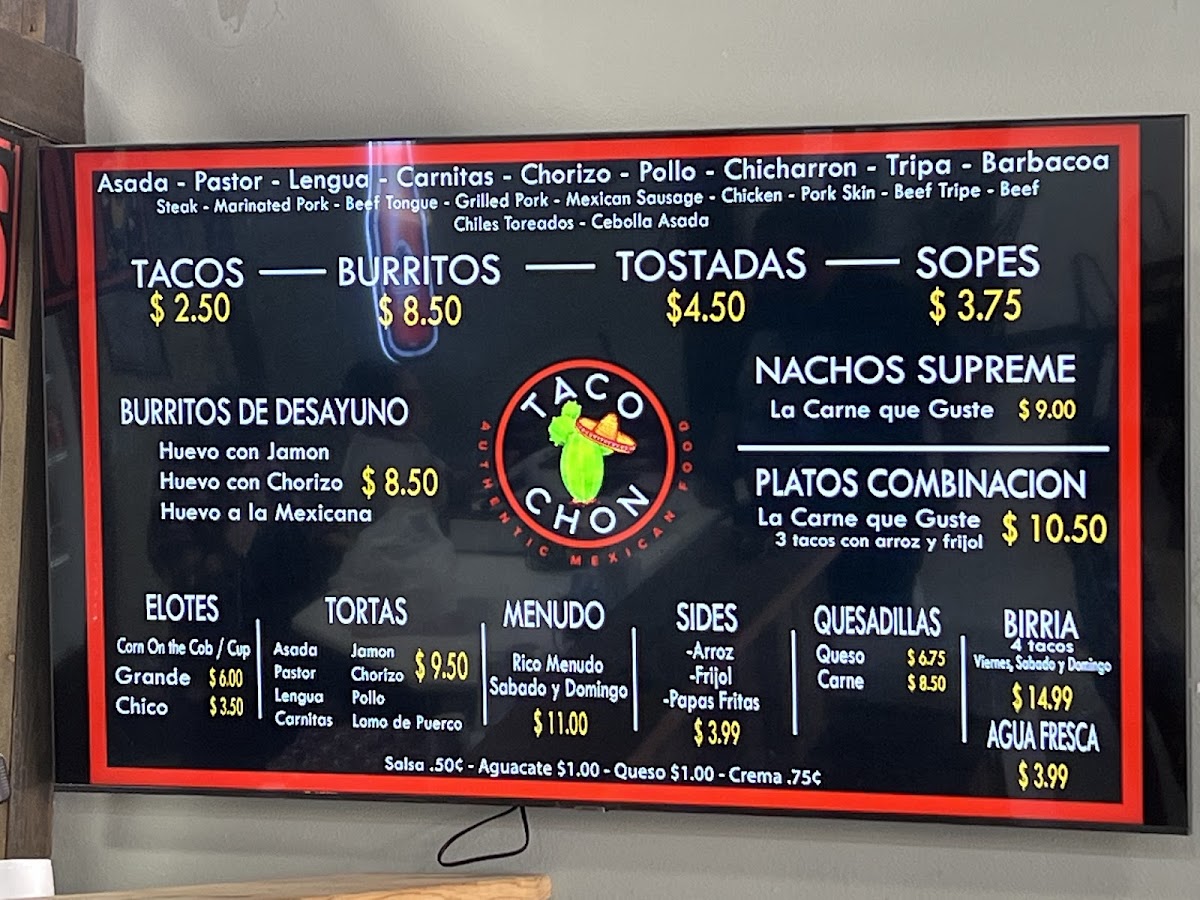 Asada - Pastor - Lengua - Carnitas - Chorizo - Pollo - Chicharron - Tripa - Barbacoa
Steak - Marinated Pork - Beef Tongue - Grilled Pork - Mexican Sausage - Chicken - Pork Skin - Beef Tripe - Beef
Chiles Toreados - Cebolla Asada
TACOS — BURRITOS — TOSTADAS — SOPES
$ 2.50 $ 8.50 $4.50 $ 3.75
BURRITOS DE DESAYUNO
Huevo con Jamon
Huevo con Chorizo $ 8.50
Huevo a la Mexicana
TACO
CHON
AUTHENTIC MEXICAN FOOD
NACHOS SUPREME
La Carne que Guste $ 9.00
PLATOS COMBINACION
La Carne que Guste $ 10.50
3 tacos con arroz y frijol
ELOTES
Corn On the Cob / Cup
Grande $ 6.00
Chico $ 3.50
TORTAS
Asada Jamon
Pastor Chorizo $ 9.50
Lengua Pollo
Carnitas Lomo de Puerco
MENUDO
Rico Menudo
Sabado y Domingo
$ 11.00
SIDES
-Arroz
-Frijol
-Papas Fritas
$ 3.99
QUESADILLAS
Queso $ 6.75
Carne $ 8.50
BIRRIA
4 tacos
Viernes, Sabado y Domingo
$ 14.99
AGUA FRESCA
$ 3.99
Salsa .50¢ - Aguacate $1.00 - Queso $1.00 - Crema .75¢